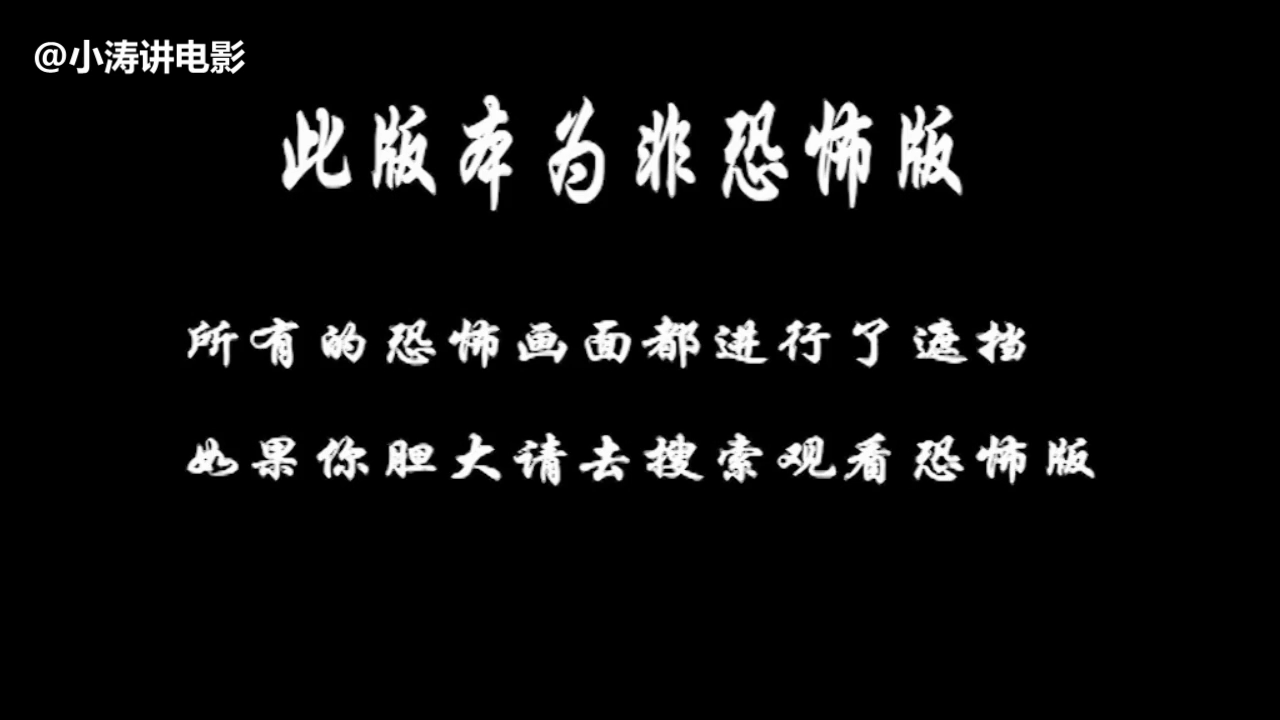 @小涛讲电影
此版本为非恐怖版
所有的恐怖画面都进行了遮挡
如果你胆大请去搜索观看恐怖版